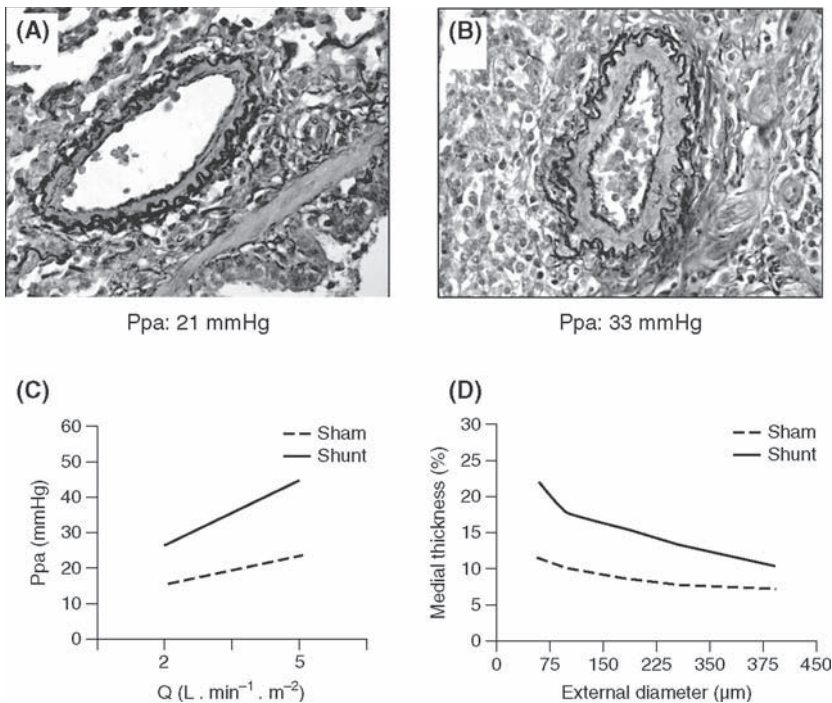 (A)
(B)
Ppa: 21 mmHg
Ppa: 33 mmHg
(C)
60
50
40
30
20
10
0
Ppa (mmHg)
Sham
Shunt
2
5
Q (L . min⁻¹ . m⁻²)
(D)
30
25
20
15
10
5
0
Medial thickness (%)
Sham
Shunt
0
75
150
225
350
375
450
External diameter (μm)